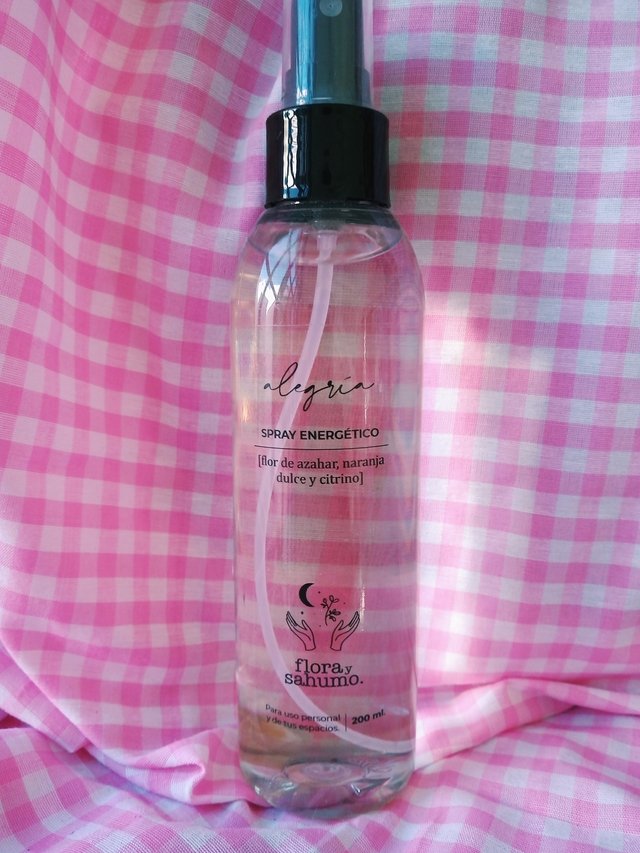 alegría
SPRAY ENERGÉTICO
[flor de azahar, naranja
dulce y citrino]
flora y
sahumo.
Para uso personal
y de tus espacios.
200 ml.